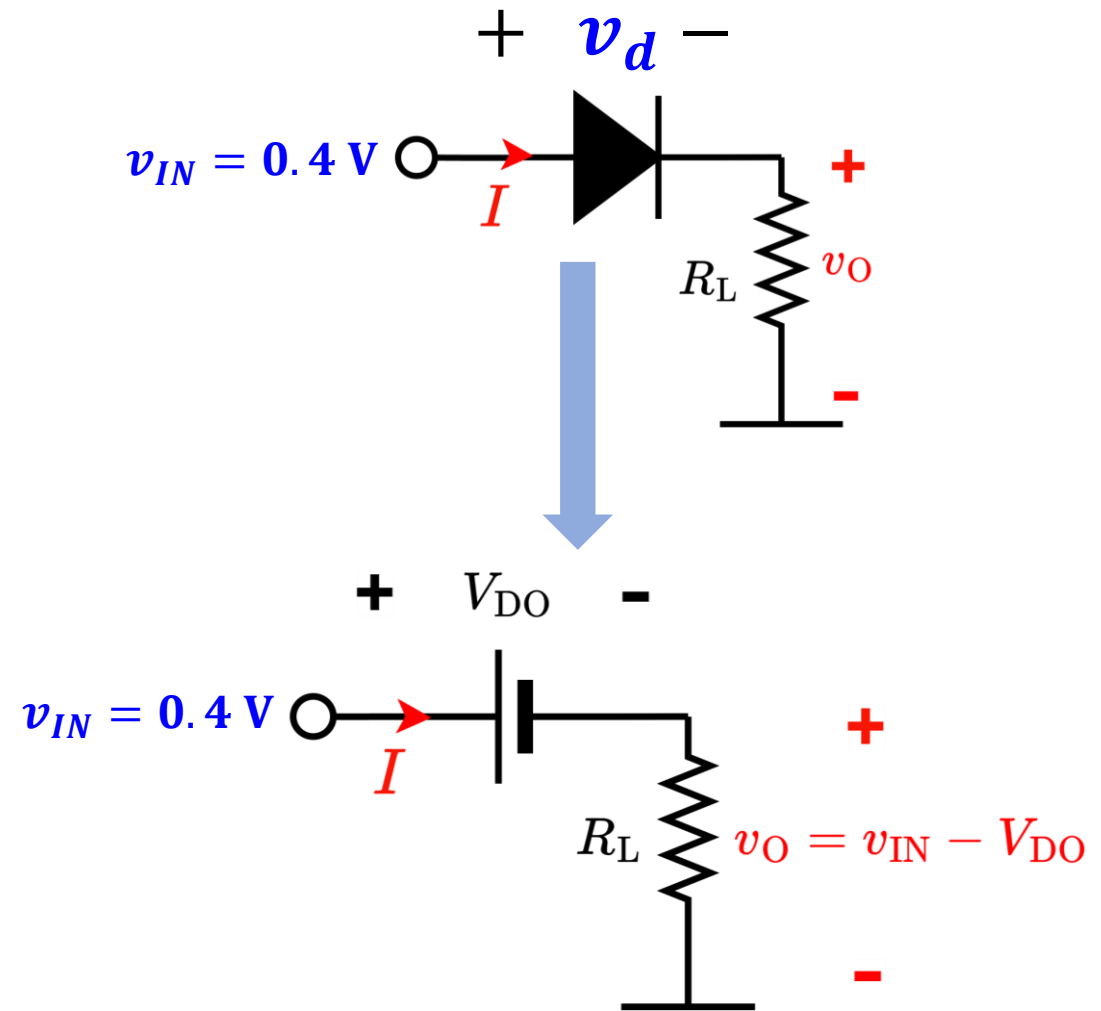 + v_d −
v_IN = 0.4 V
I
+
R_L
v_O
-
+ V_DO -
v_IN = 0.4 V
I
+
R_L
v_O = v_IN − V_DO
-